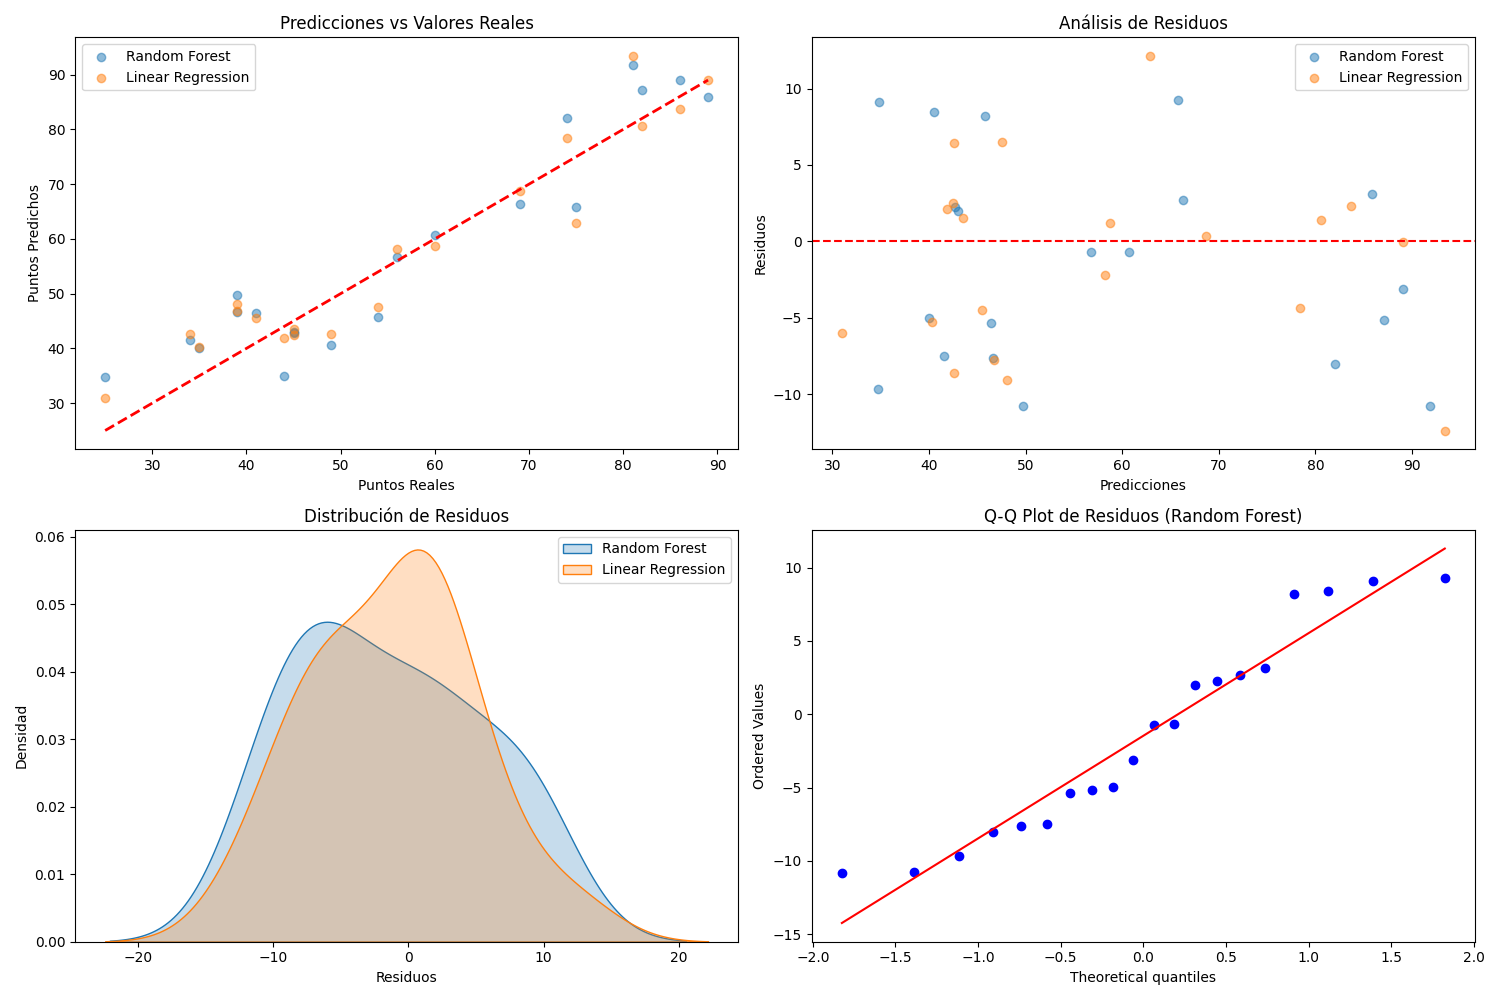 Predicciones vs Valores Reales
Random Forest
Linear Regression
90
80
70
60
50
40
30
Puntos Predichos
30 40 50 60 70 80 90
Puntos Reales
Análisis de Residuos
Random Forest
Linear Regression
10
5
0
−5
−10
Residuos
30 40 50 60 70 80 90
Predicciones
Distribución de Residuos
Random Forest
Linear Regression
0.06
0.05
0.04
0.03
0.02
0.01
0.00
Densidad
−20 −10 0 10 20
Residuos
Q-Q Plot de Residuos (Random Forest)
10
5
0
−5
−10
−15
Ordered Values
−2.0 −1.5 −1.0 −0.5 0.0 0.5 1.0 1.5 2.0
Theoretical quantiles